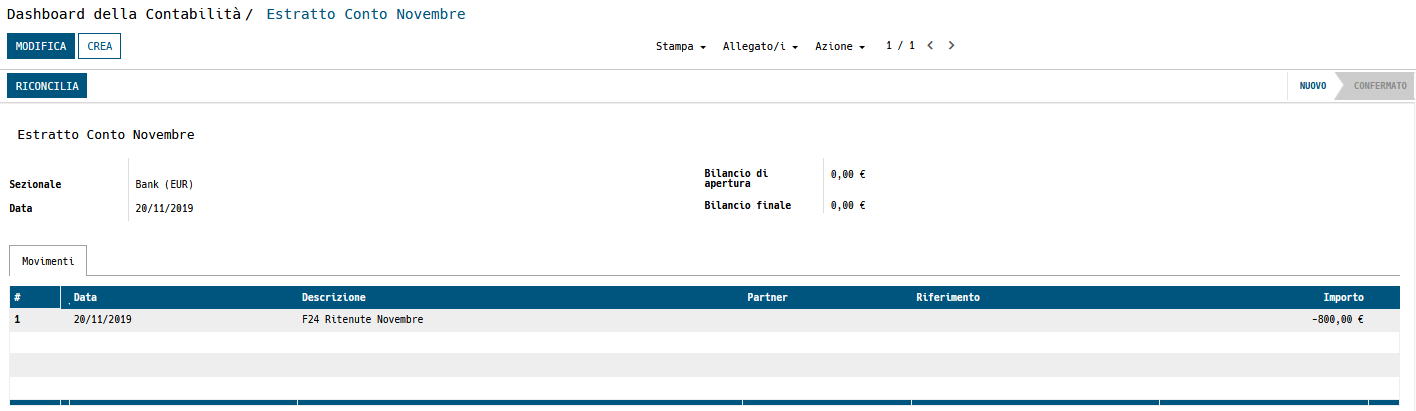 Dashboard della Contabilità / Estratto Conto Novembre
MODIFICA CREA Stampa Allegato/i Azione 1 / 1
RICONCILIA NUOVO CONFERMATO
Estratto Conto Novembre
Bilancio di
apertura 0,00 €
Sezionale Bank (EUR)
Data 20/11/2019
Bilancio finale 0,00 €
Movimenti
# Data Descrizione Partner Riferimento Importo
1 20/11/2019 F24 Ritenute Novembre -800,00 €